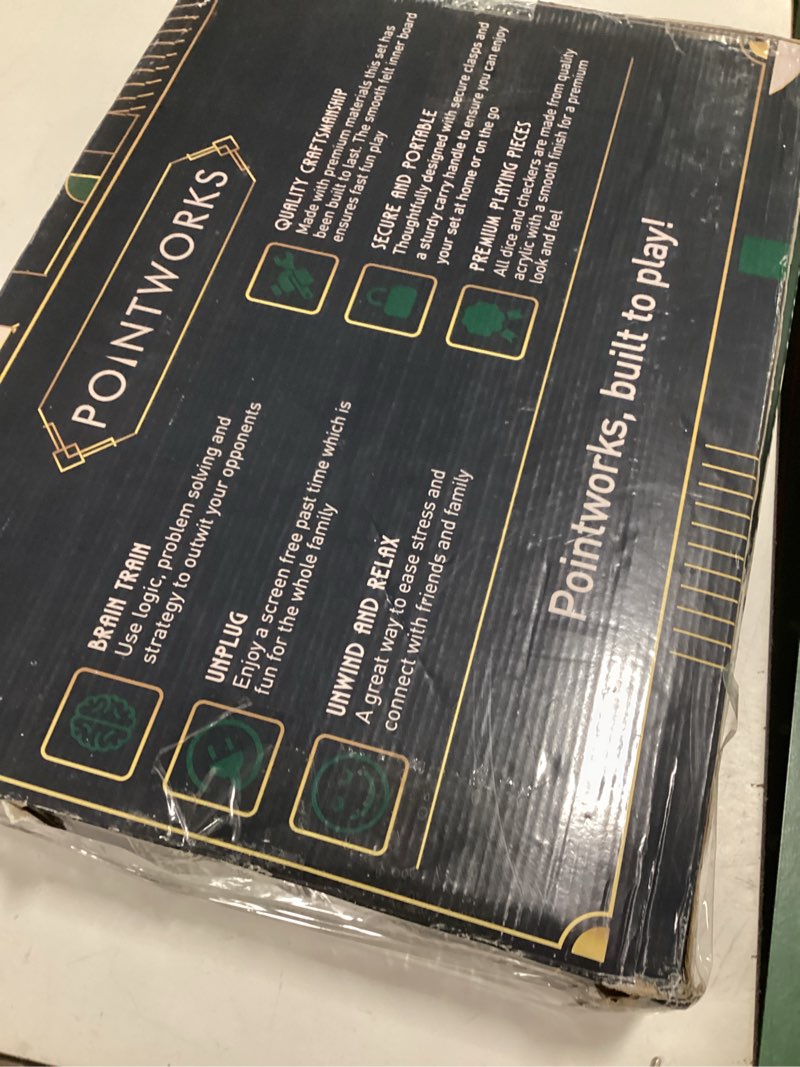 POINTWORKS
BRAIN TRAIN
Use logic, problem solving and
strategy to outwit your opponents
UNPLUG
Enjoy a screen free past time which is
fun for the whole family
UNWIND AND RELAX
A great way to ease stress and
connect with friends and family
QUALITY CRAFTSMANSHIP
Made with premium materials this set has
been built to last. The smooth felt inner board
ensures fast fun play
SECURE AND PORTABLE
Thoughtfully designed with secure clasps and
a sturdy carry handle to ensure you can enjoy
your set at home or on the go
PREMIUM PLAYING PIECES
All dice and checkers are made from quality
acrylic with a smooth finish for a premium
look and feel
Pointworks, built to play!